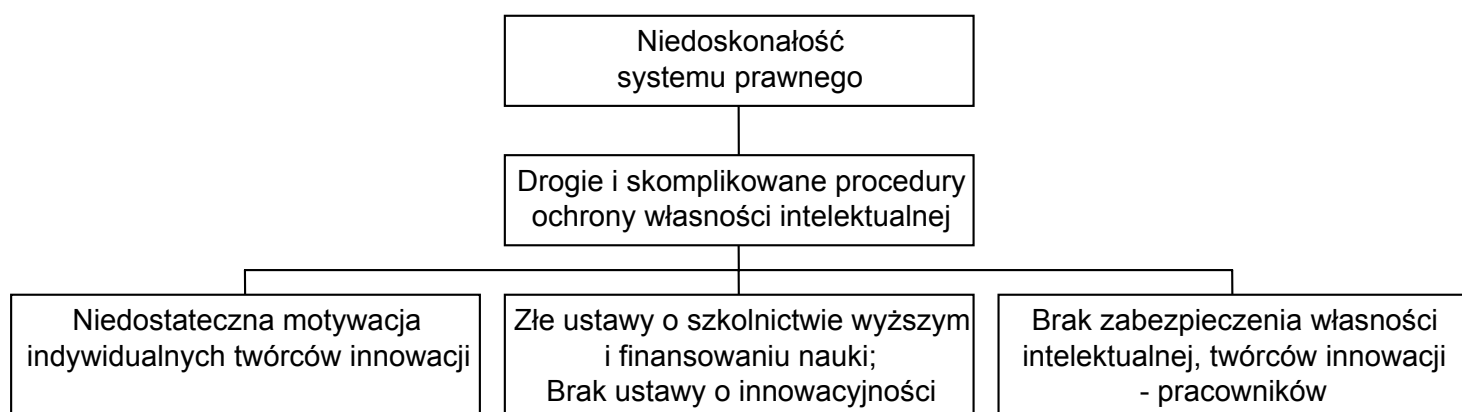 Niedoskonałość
systemu prawnego
Drogie i skomplikowane procedury
ochrony własności intelektualnej
Niedostateczna motywacja
indywidualnych twórców innowacji
Złe ustawy o szkolnictwie wyższym
i finansowaniu nauki;
Brak ustawy o innowacyjności
Brak zabezpieczenia własności
intelektualnej, twórców innowacji
- pracowników